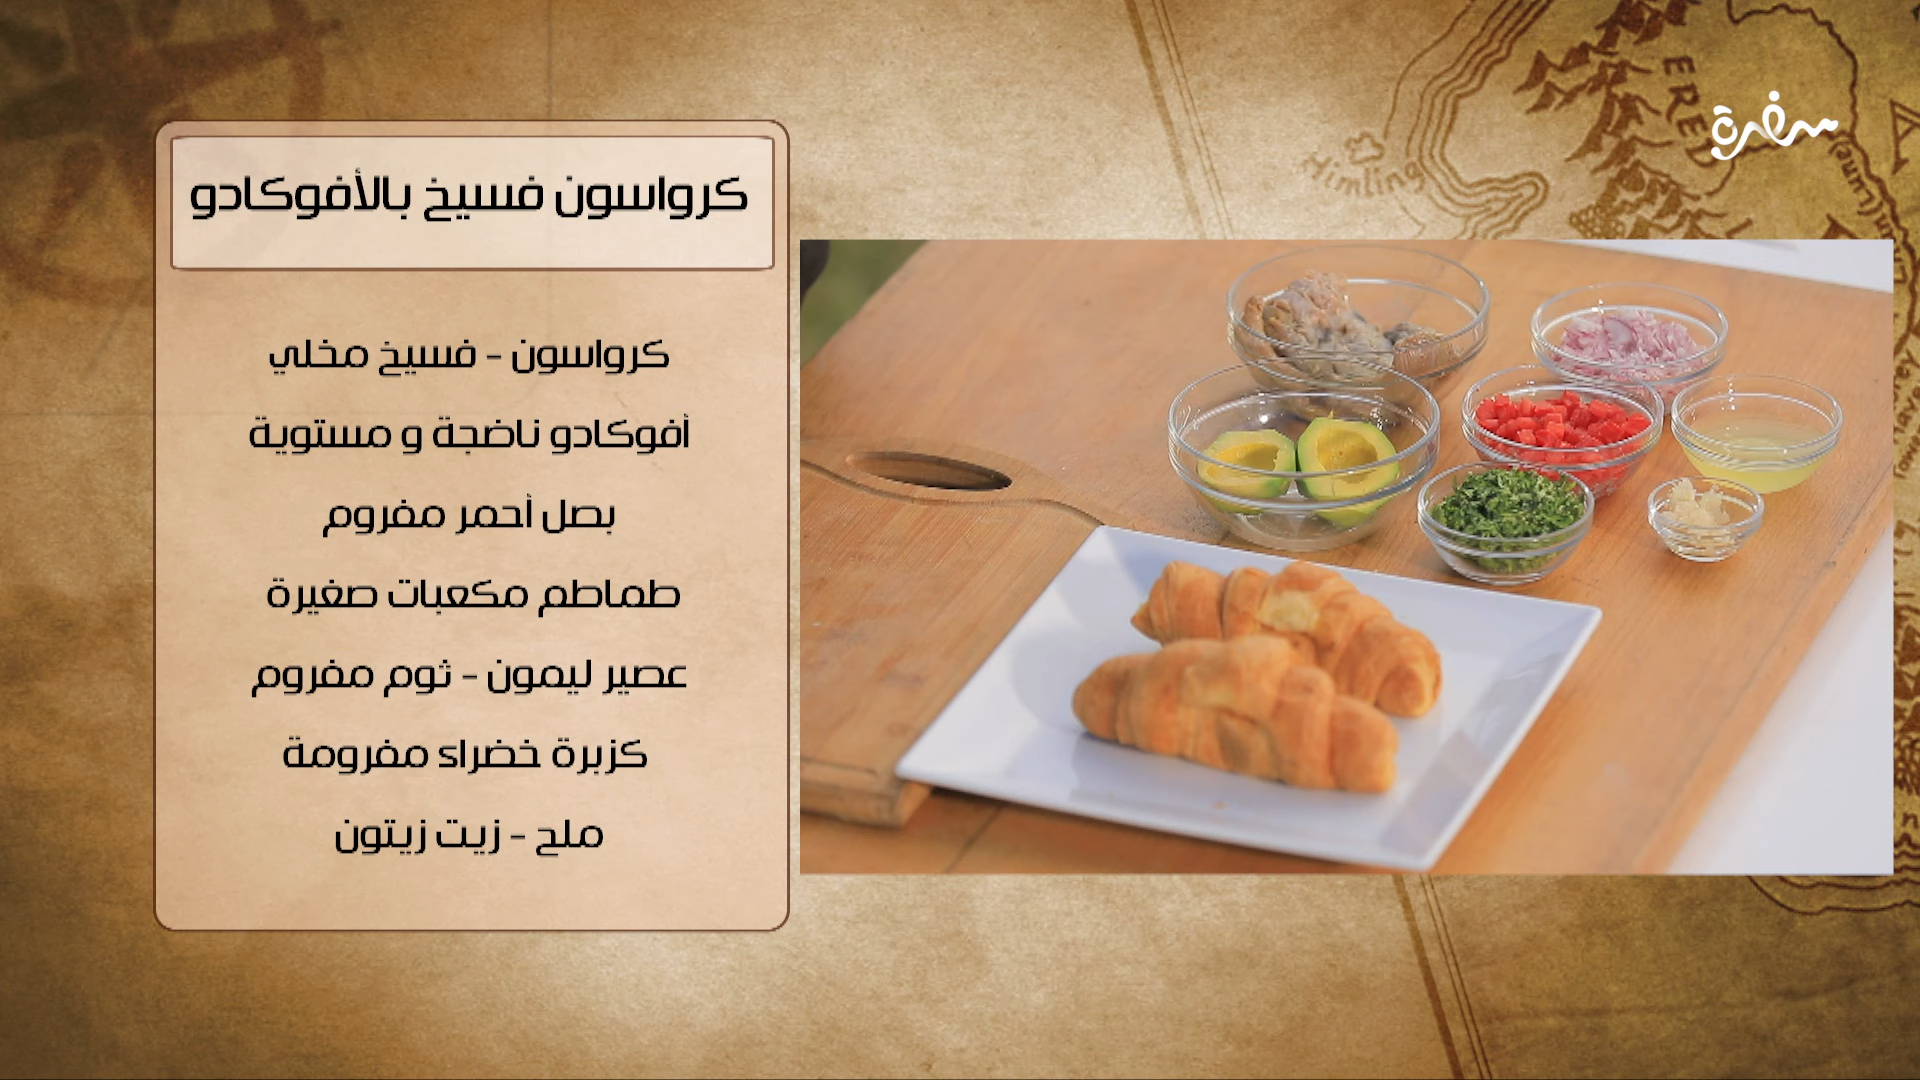 سفرة
كرواسون فسيخ بالأفوكادو
كرواسون - فسيخ مخلي
أفوكادو ناضجة و مستوية
بصل أحمر مفروم
طماطم مكعبات صغيرة
عصير ليمون - ثوم مفروم
كزبرة خضراء مفرومة
ملح - زيت زيتون
Himling